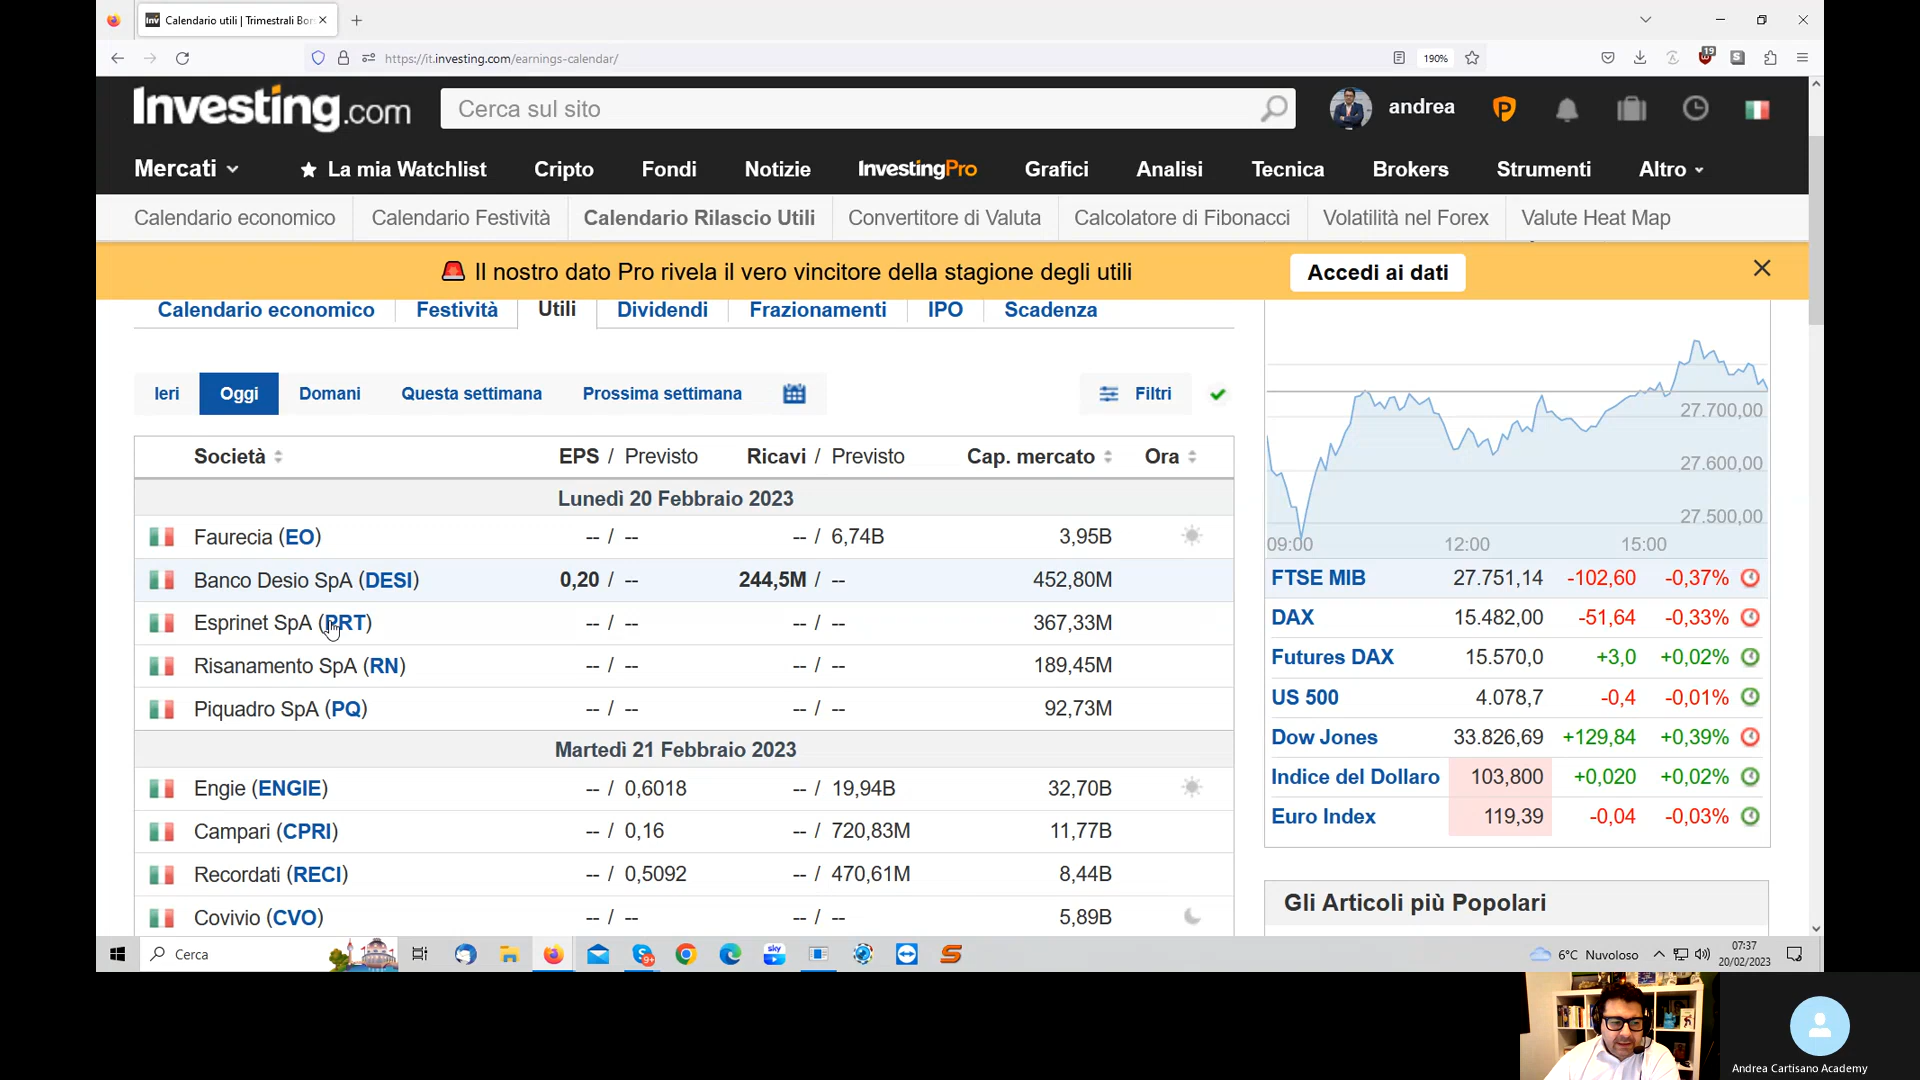 Calendario utili | Trimestrali Bor
https://it.investing.com/earnings-calendar/
190%
19
Investing.com
Cerca sul sito
andrea
Mercati
La mia Watchlist
Cripto
Fondi
Notizie
InvestingPro
Grafici
Analisi
Tecnica
Brokers
Strumenti
Altro
Calendario economico
Calendario Festività
Calendario Rilascio Utili
Convertitore di Valuta
Calcolatore di Fibonacci
Volatilità nel Forex
Valute Heat Map
Il nostro dato Pro rivela il vero vincitore della stagione degli utili
Accedi ai dati
Calendario economico
Festività
Utili
Dividendi
Frazionamenti
IPO
Scadenza
Ieri
Oggi
Domani
Questa settimana
Prossima settimana
Filtri
Società EPS / Previsto Ricavi / Previsto Cap. mercato Ora
Lunedì 20 Febbraio 2023
Faurecia (EO) -- / -- -- / 6,74B 3,95B
Banco Desio SpA (DESI) 0,20 / -- 244,5M / -- 452,80M
Esprinet SpA (PRT) -- / -- -- / -- 367,33M
Risanamento SpA (RN) -- / -- -- / -- 189,45M
Piquadro SpA (PQ) -- / -- -- / -- 92,73M
Martedì 21 Febbraio 2023
Engie (ENGIE) -- / 0,6018 -- / 19,94B 32,70B
Campari (CPRI) -- / 0,16 -- / 720,83M 11,77B
Recordati (RECI) -- / 0,5092 -- / 470,61M 8,44B
Covivio (CVO) -- / -- -- / -- 5,89B
27.700,00
27.600,00
27.500,00
09:00 12:00 15:00
FTSE MIB 27.751,14 -102,60 -0,37%
DAX 15.482,00 -51,64 -0,33%
Futures DAX 15.570,0 +3,0 +0,02%
US 500 4.078,7 -0,4 -0,01%
Dow Jones 33.826,69 +129,84 +0,39%
Indice del Dollaro 103,800 +0,020 +0,02%
Euro Index 119,39 -0,04 -0,03%
Gli Articoli più Popolari
Cerca
sky
9+
6°C Nuvoloso
07:37
20/02/2023
Andrea Cartisano Academy